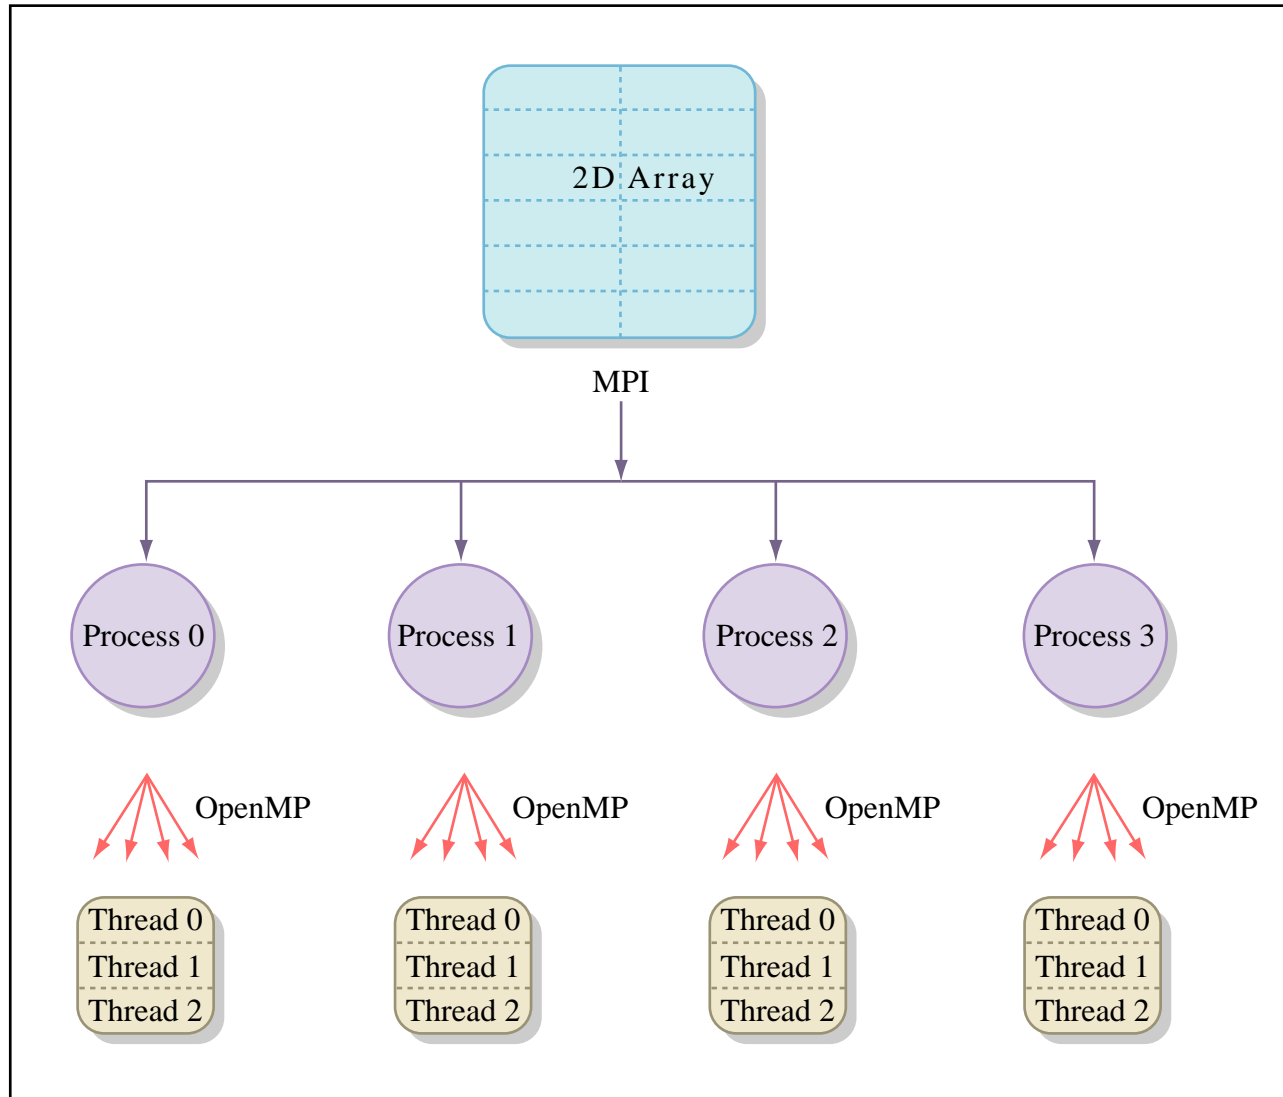 2D Array
MPI
Process 0
Process 1
Process 2
Process 3
OpenMP
OpenMP
OpenMP
OpenMP
Thread 0
Thread 1
Thread 2
Thread 0
Thread 1
Thread 2
Thread 0
Thread 1
Thread 2
Thread 0
Thread 1
Thread 2